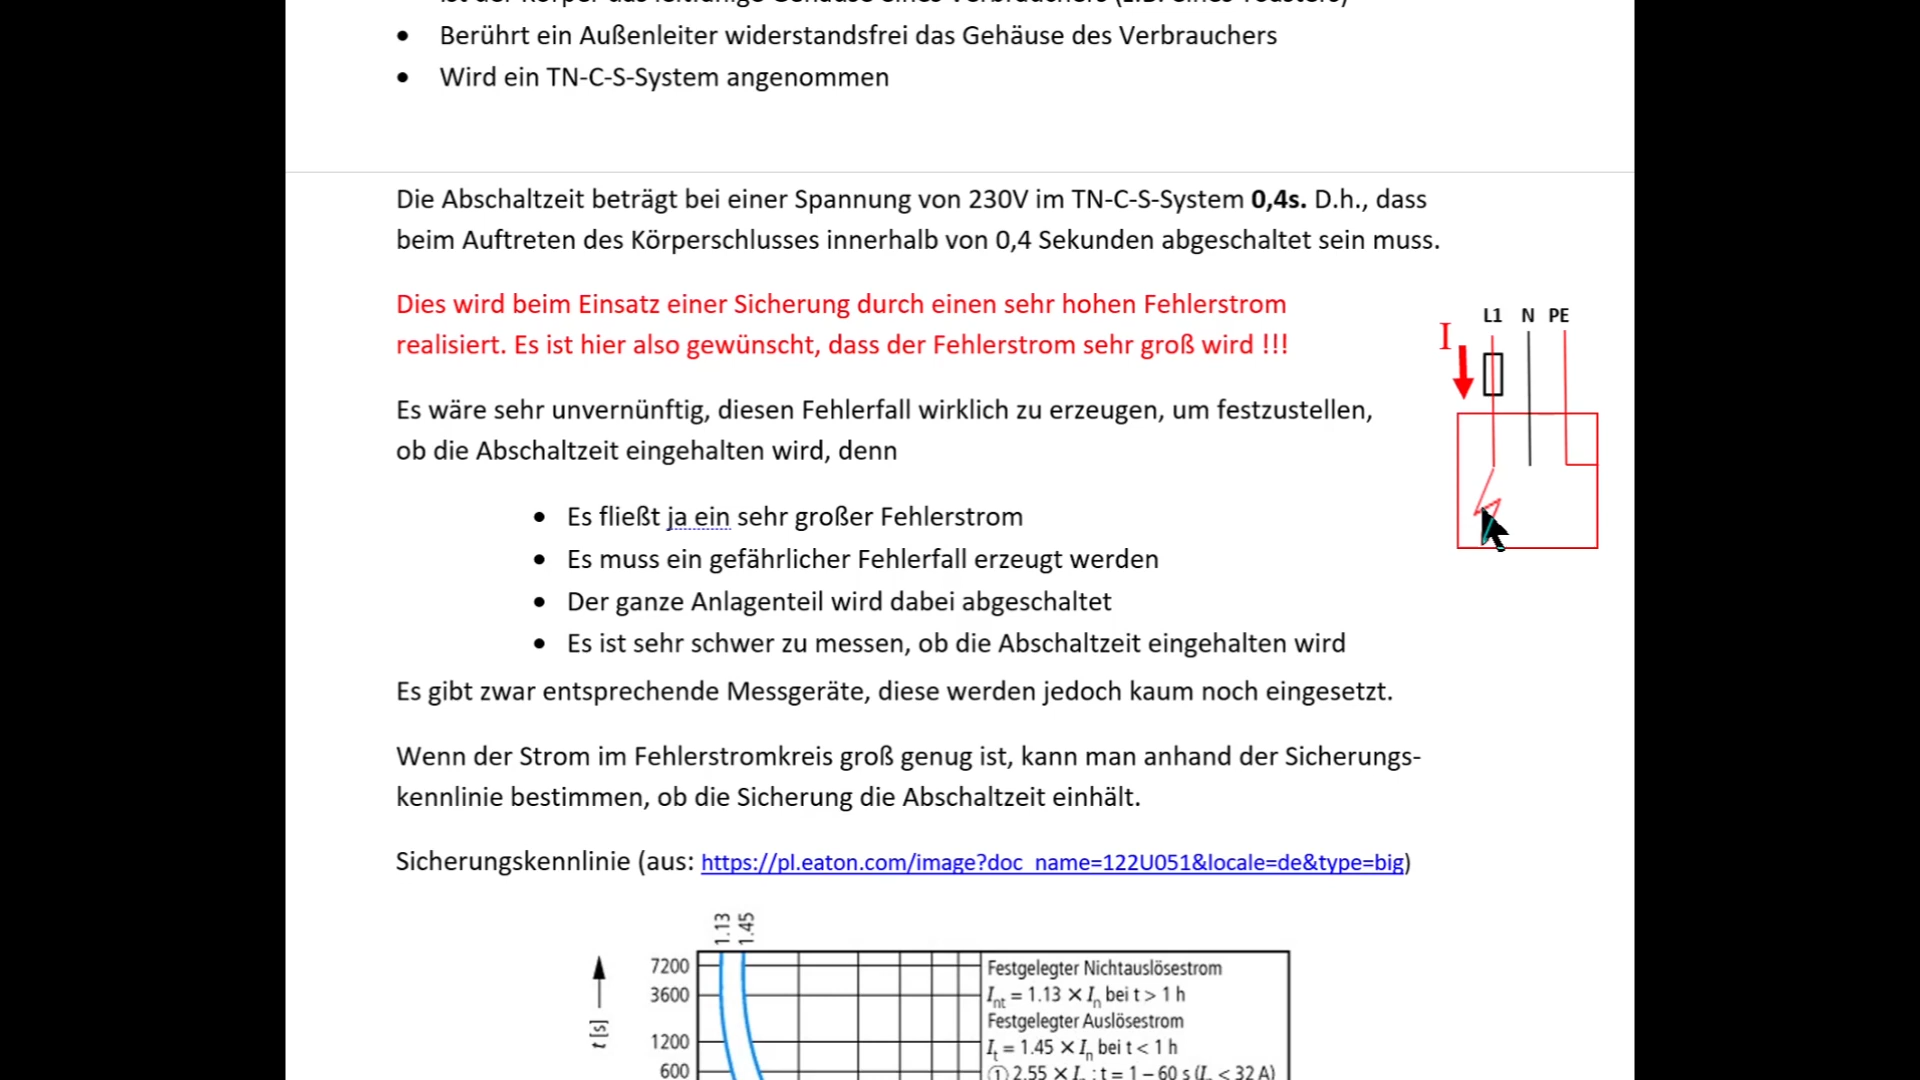 Berührt ein Außenleiter widerstandsfrei das Gehäuse des Verbrauchers
Wird ein TN-C-S-System angenommen
Die Abschaltzeit beträgt bei einer Spannung von 230V im TN-C-S-System 0,4s. D.h., dass
beim Auftreten des Körperschlusses innerhalb von 0,4 Sekunden abgeschaltet sein muss.
Dies wird beim Einsatz einer Sicherung durch einen sehr hohen Fehlerstrom
realisiert. Es ist hier also gewünscht, dass der Fehlerstrom sehr groß wird !!!
L1 N PE
I
Es wäre sehr unvernünftig, diesen Fehlerfall wirklich zu erzeugen, um festzustellen,
ob die Abschaltzeit eingehalten wird, denn
Es fließt ja ein sehr großer Fehlerstrom
Es muss ein gefährlicher Fehlerfall erzeugt werden
Der ganze Anlagenteil wird dabei abgeschaltet
Es ist sehr schwer zu messen, ob die Abschaltzeit eingehalten wird
Es gibt zwar entsprechende Messgeräte, diese werden jedoch kaum noch eingesetzt.
Wenn der Strom im Fehlerstromkreis groß genug ist, kann man anhand der Sicherungs-
kennlinie bestimmen, ob die Sicherung die Abschaltzeit einhält.
Sicherungskennlinie (aus: https://pl.eaton.com/image?doc_name=122U051&locale=de&type=big)
1.13
1.45
t [s]
7200
3600
1200
600
Festgelegter Nichtauslösestrom
Int = 1.13 × In bei t > 1 h
Festgelegter Auslösestrom
It = 1.45 × In bei t < 1 h
① 2.55 × In : t = 1 – 60 s (In < 32 A)